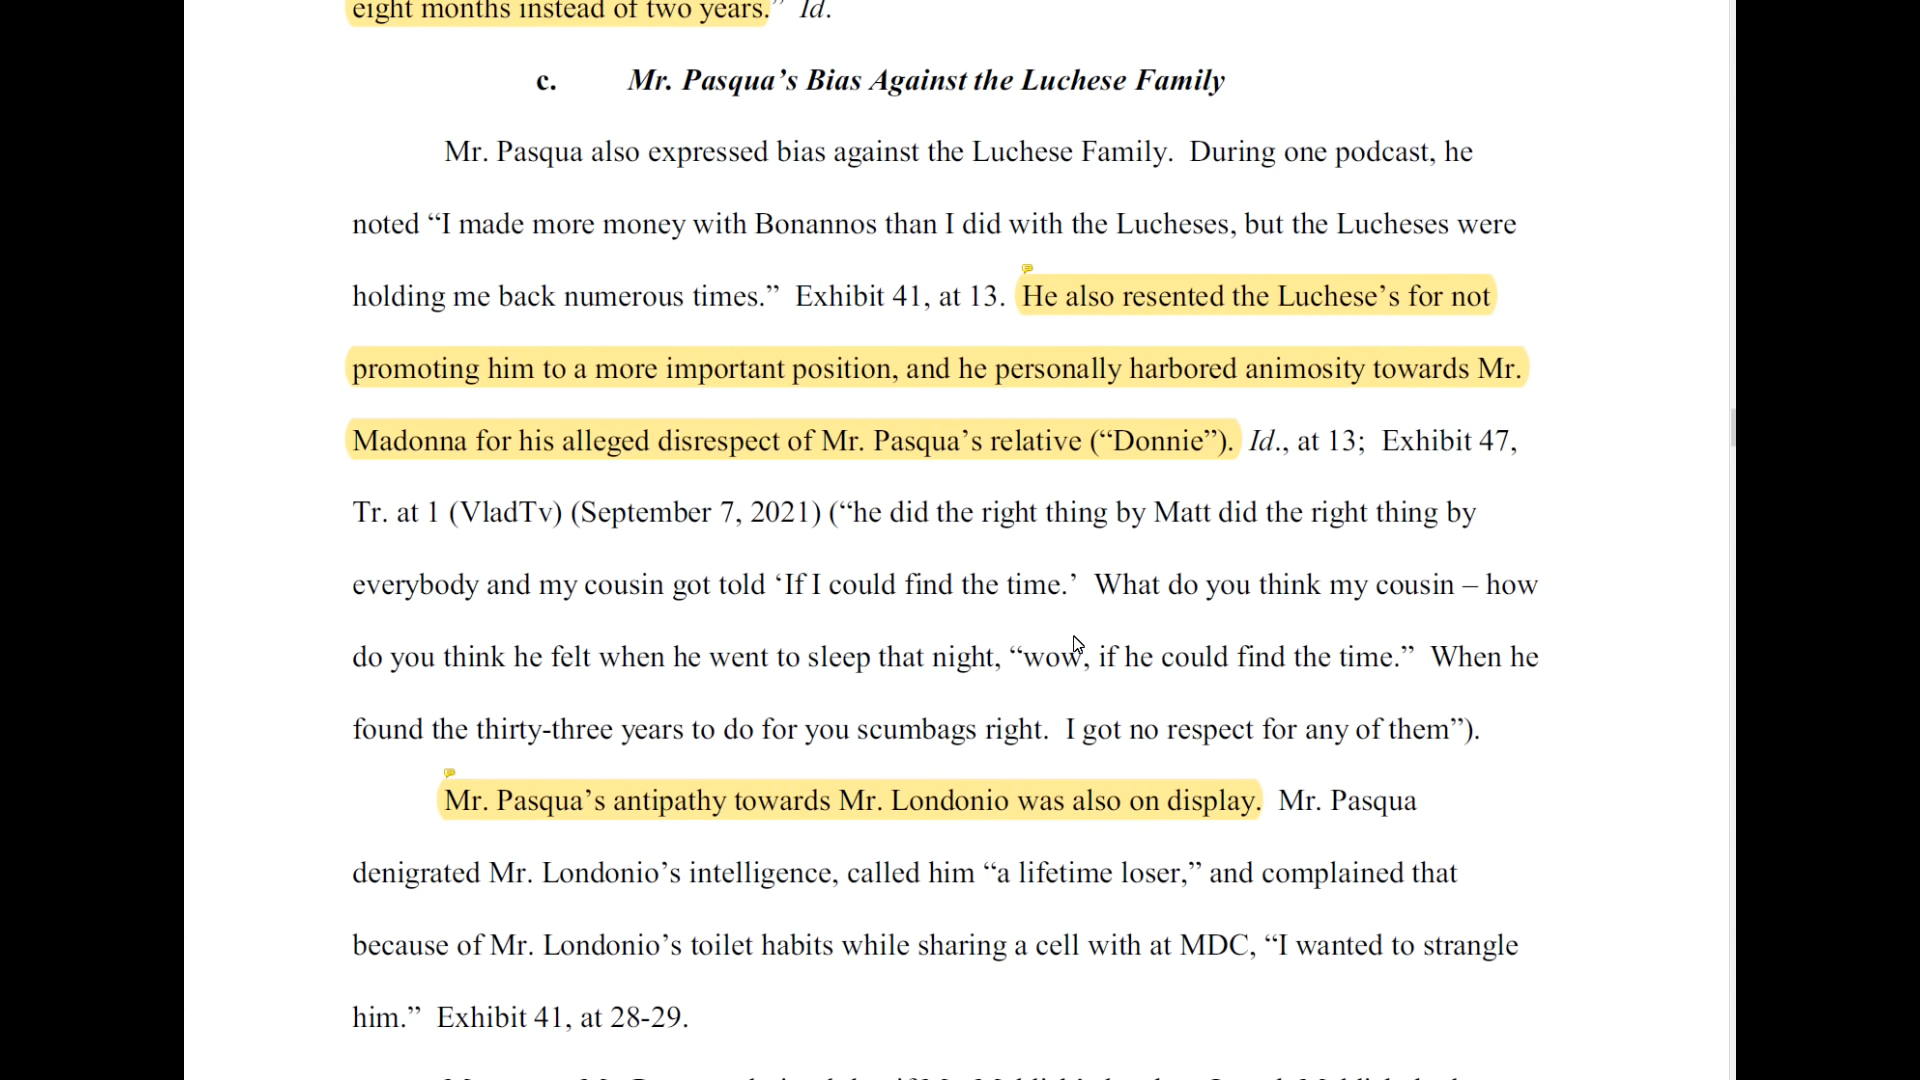 eight months instead of two years.” Id.
c. Mr. Pasqua’s Bias Against the Luchese Family
Mr. Pasqua also expressed bias against the Luchese Family. During one podcast, he
noted “I made more money with Bonannos than I did with the Lucheses, but the Lucheses were
holding me back numerous times.” Exhibit 41, at 13. He also resented the Luchese’s for not
promoting him to a more important position, and he personally harbored animosity towards Mr.
Madonna for his alleged disrespect of Mr. Pasqua’s relative (“Donnie”). Id., at 13; Exhibit 47,
Tr. at 1 (VladTv) (September 7, 2021) (“he did the right thing by Matt did the right thing by
everybody and my cousin got told ‘If I could find the time.’ What do you think my cousin – how
do you think he felt when he went to sleep that night, “wow, if he could find the time.” When he
found the thirty-three years to do for you scumbags right. I got no respect for any of them”).
Mr. Pasqua’s antipathy towards Mr. Londonio was also on display. Mr. Pasqua
denigrated Mr. Londonio’s intelligence, called him “a lifetime loser,” and complained that
because of Mr. Londonio’s toilet habits while sharing a cell with at MDC, “I wanted to strangle
him.” Exhibit 41, at 28-29.